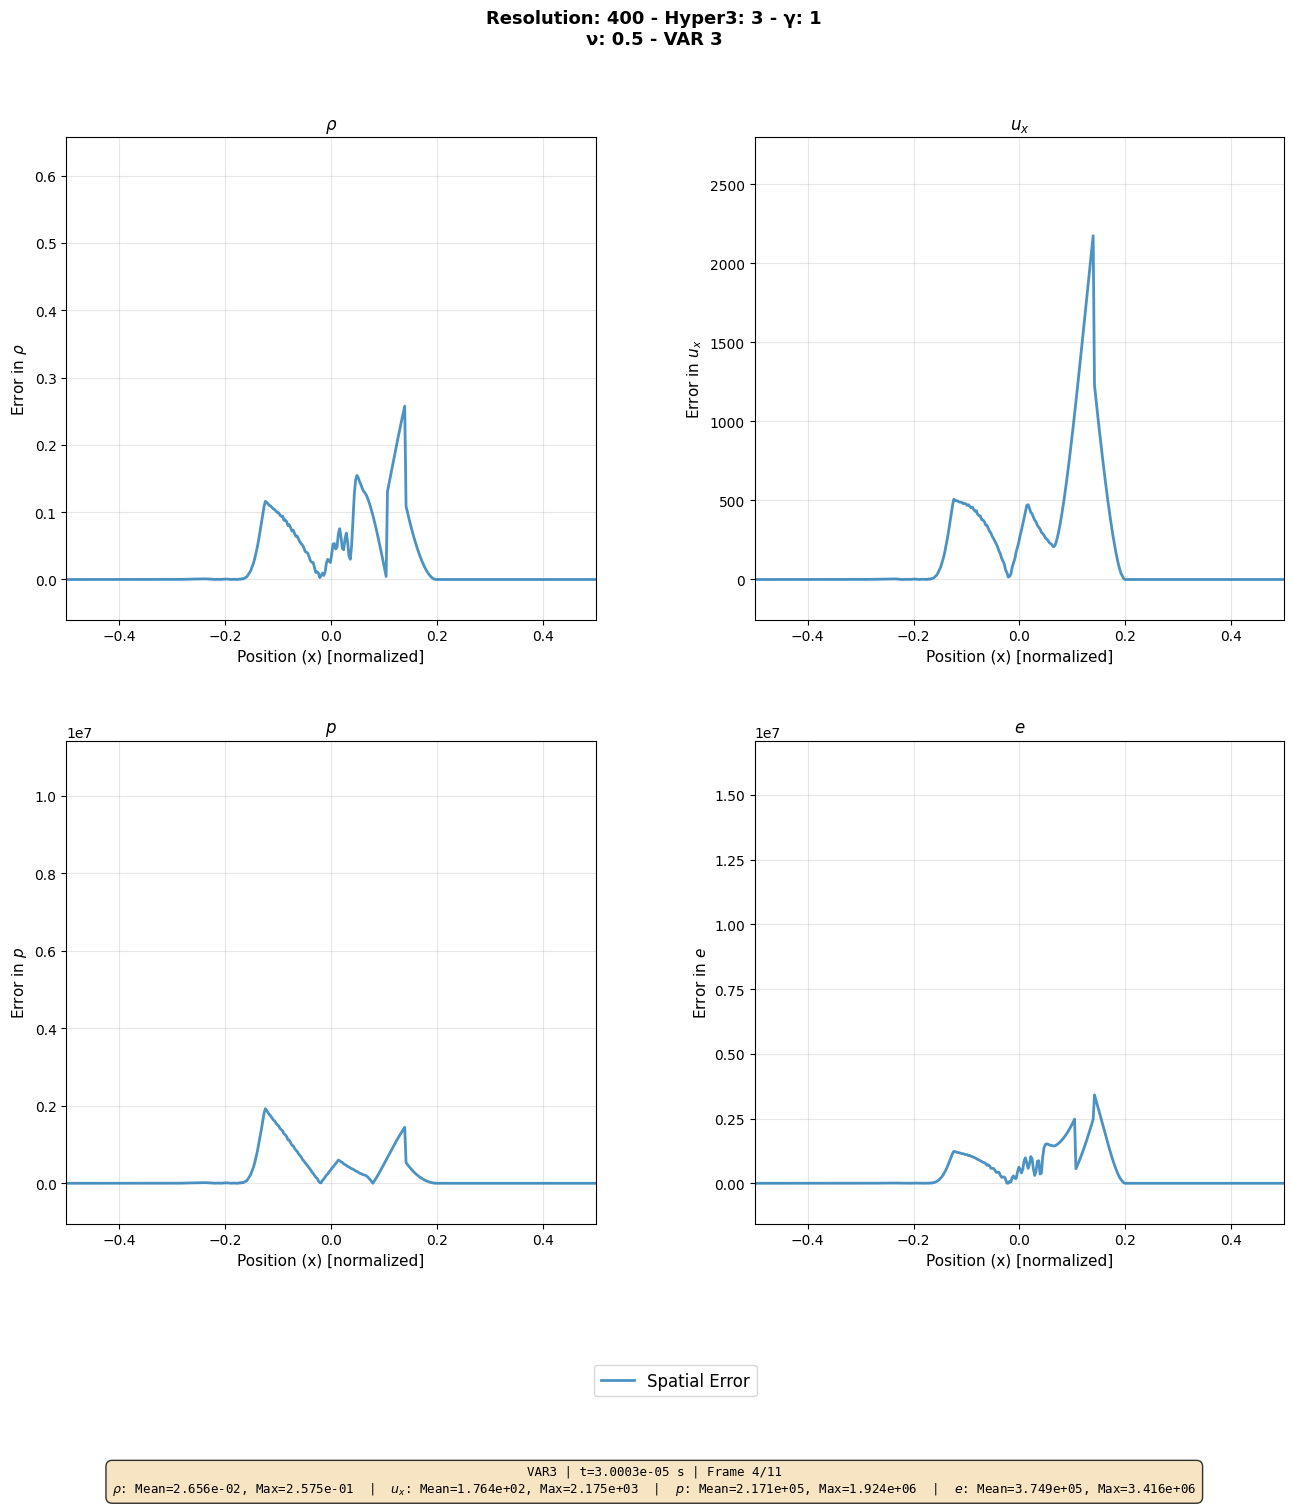 Resolution: 400 - Hyper3: 3 - γ: 1
ν: 0.5 - VAR 3
ρ
0.6
0.5
0.4
0.3
0.2
0.1
0.0
Error in ρ
−0.4 −0.2 0.0 0.2 0.4
Position (x) [normalized]
u_x
2500
2000
1500
1000
500
0
Error in u_x
−0.4 −0.2 0.0 0.2 0.4
Position (x) [normalized]
p
1e7
1.0
0.8
0.6
0.4
0.2
0.0
Error in p
−0.4 −0.2 0.0 0.2 0.4
Position (x) [normalized]
e
1e7
1.50
1.25
1.00
0.75
0.50
0.25
0.00
Error in e
−0.4 −0.2 0.0 0.2 0.4
Position (x) [normalized]
Spatial Error
VAR3 | t=3.0003e-05 s | Frame 4/11
ρ: Mean=2.656e-02, Max=2.575e-01 | u_x: Mean=1.764e+02, Max=2.175e+03 | p: Mean=2.171e+05, Max=1.924e+06 | e: Mean=3.749e+05, Max=3.416e+06